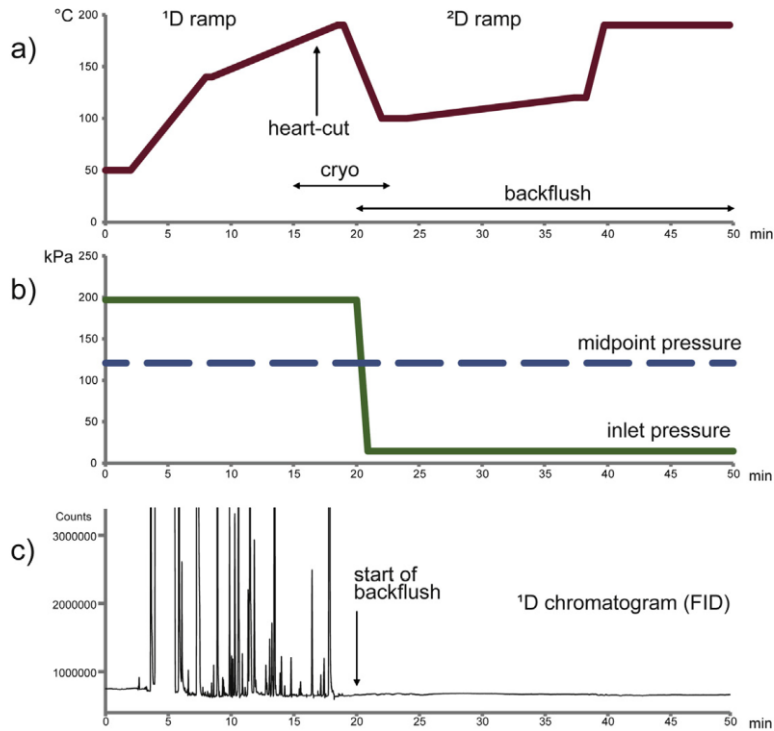 a)
°C
¹D ramp
²D ramp
200
150
100
50
0
heart-cut
cryo
backflush
0 5 10 15 20 25 30 35 40 45 50 min
b)
kPa
250
200
150
100
50
0
midpoint pressure
inlet pressure
0 5 10 15 20 25 30 35 40 45 50 min
c)
Counts
3000000
2000000
1000000
start of
backflush
¹D chromatogram (FID)
0 5 10 15 20 25 30 35 40 45 50 min